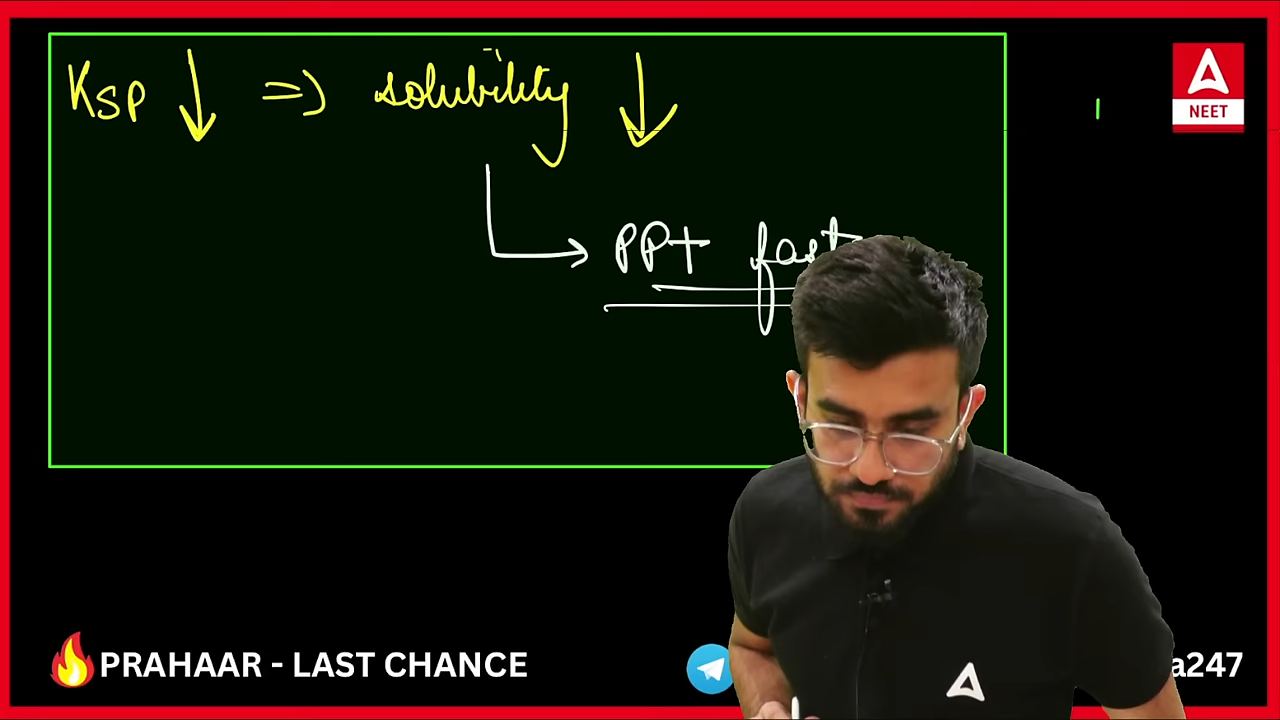 Ksp ↓ => solubility ↓
NEET
PPt fast
PRAHAAR - LAST CHANCE
a247